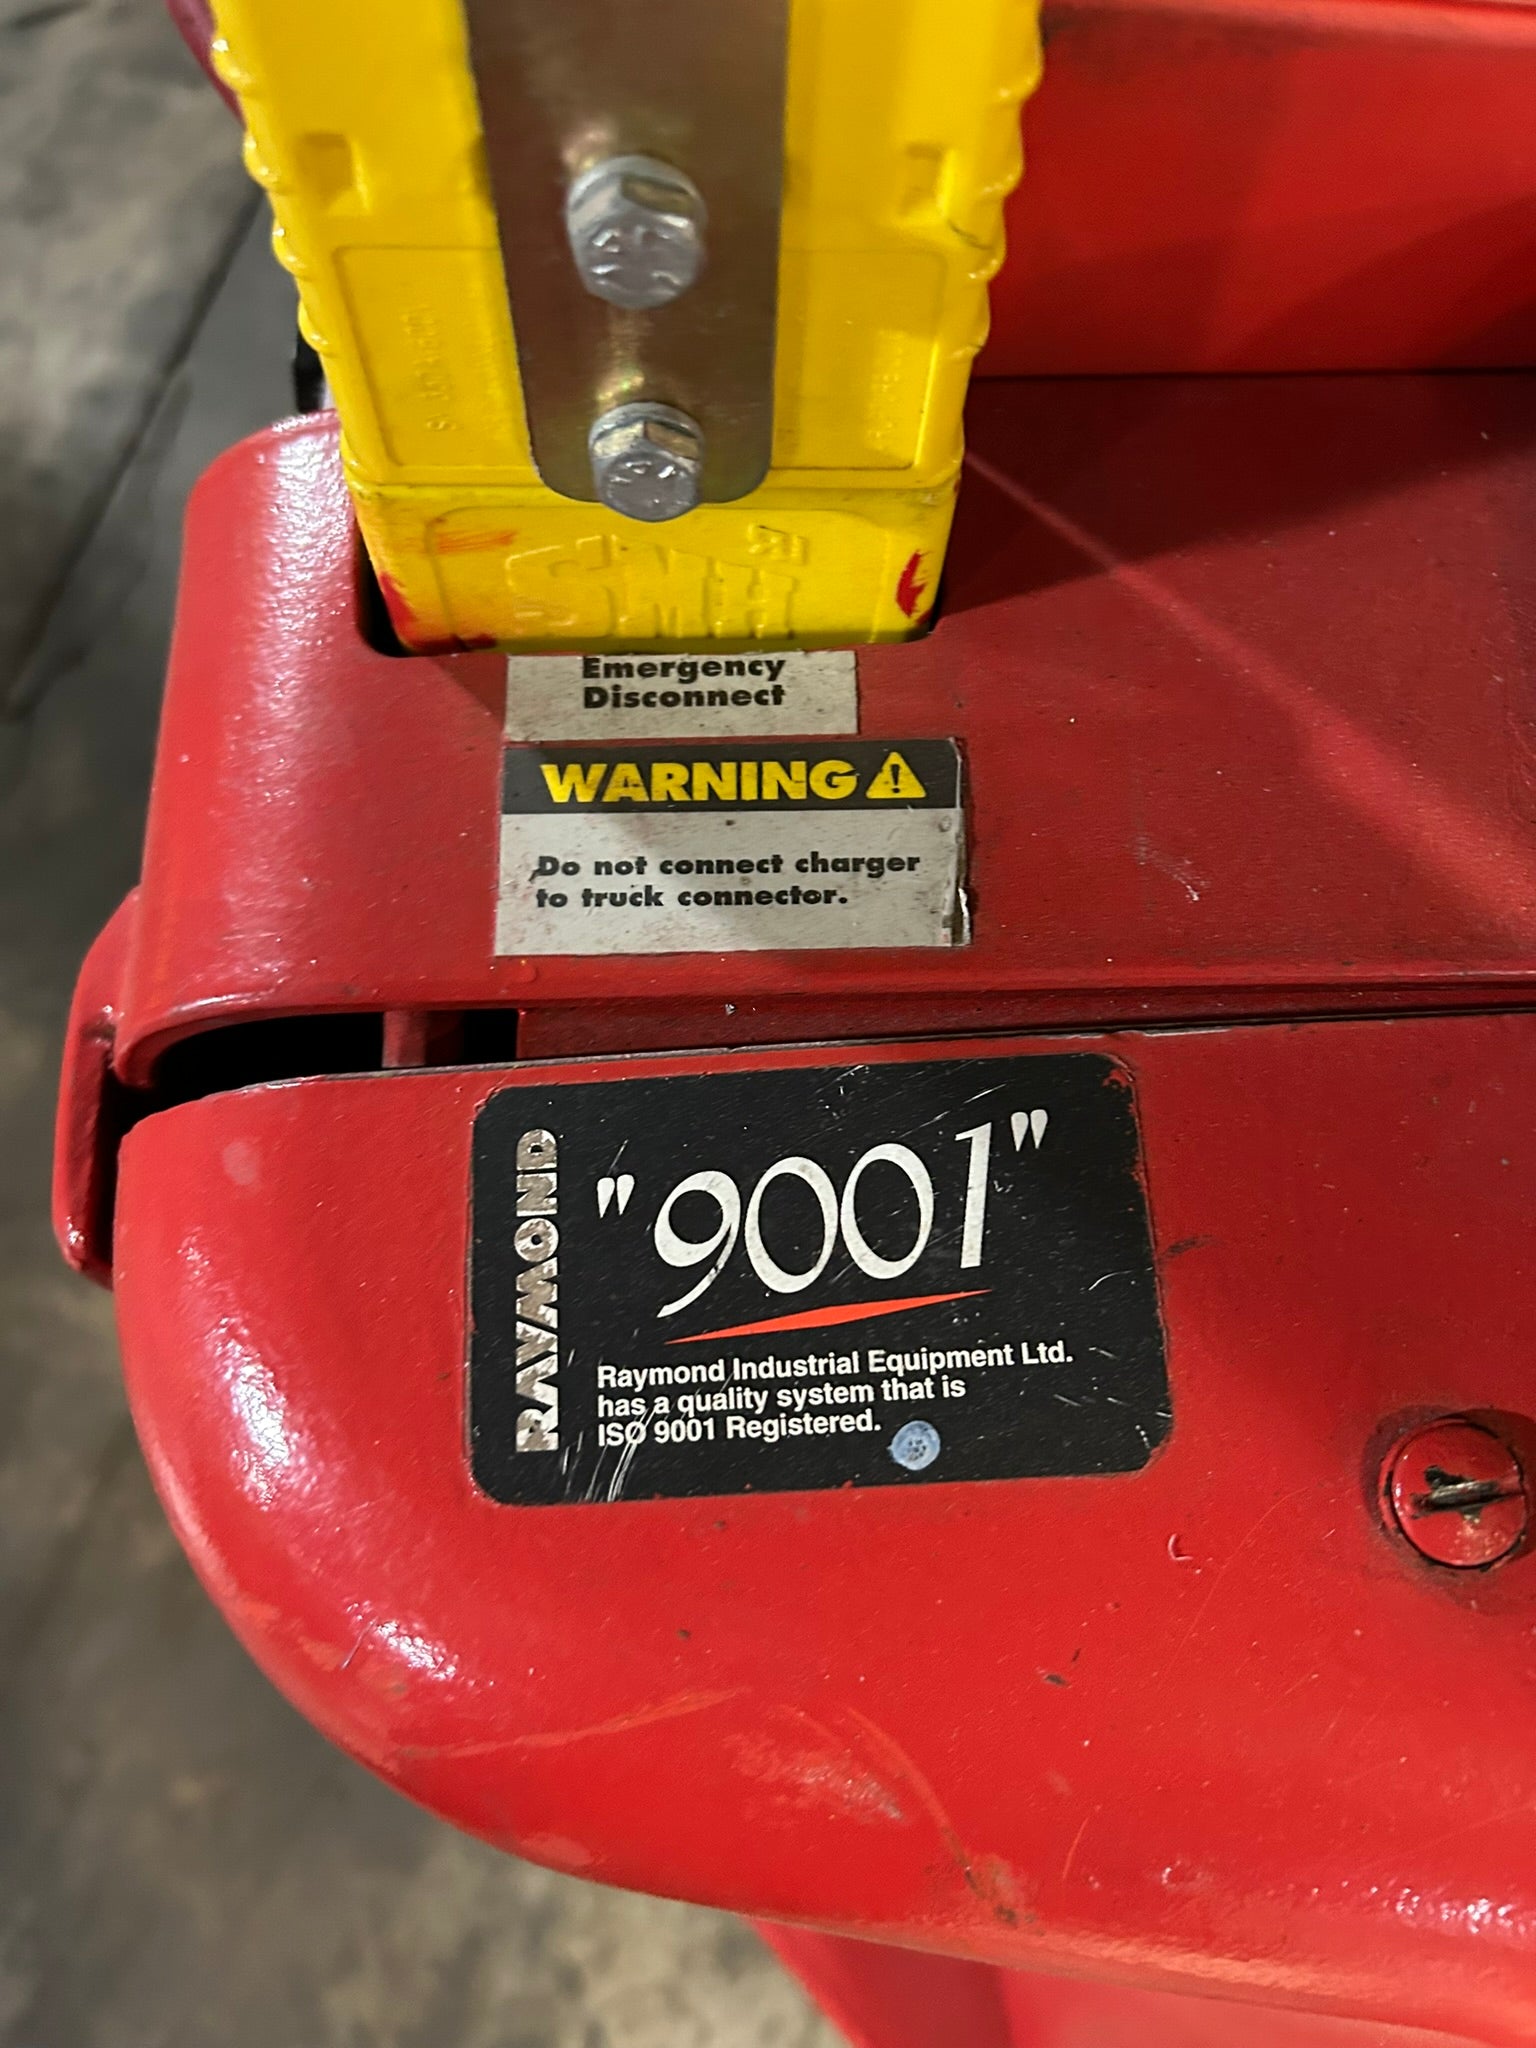 SMH
SY
Emergency
Disconnect
WARNING
Do not connect charger
to truck connector.
RAYMOND
"9001"
Raymond Industrial Equipment Ltd.
has a quality system that is
ISO 9001 Registered.